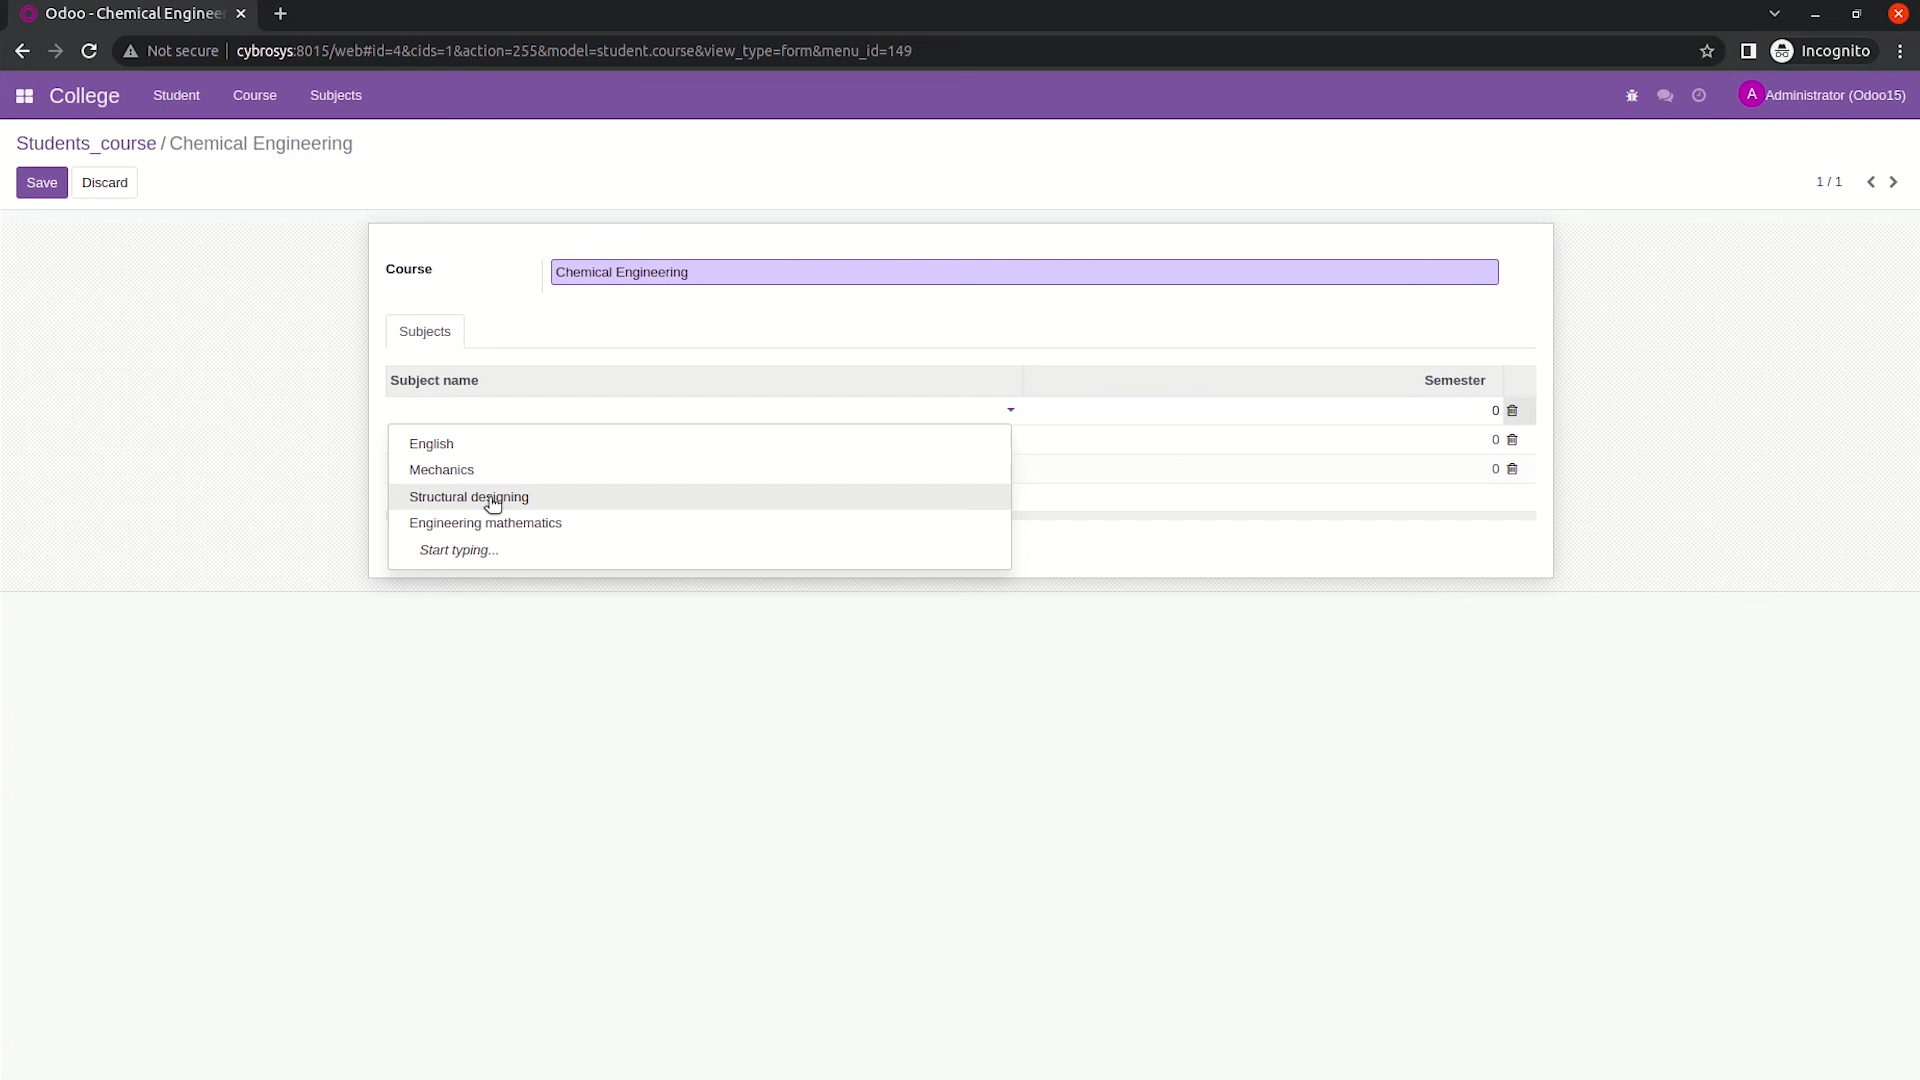 Odoo - Chemical Engineer
Not secure cybrosys:8015/web#id=4&cids=1&action=255&model=student.course&view_type=form&menu_id=149 Incognito
College Student Course Subjects A Administrator (Odoo15)
Students_course / Chemical Engineering
Save Discard 1 / 1
Course Chemical Engineering
Subjects
Subject name Semester
0
English
0
Mechanics
0
Structural designing
Engineering mathematics
Start typing...